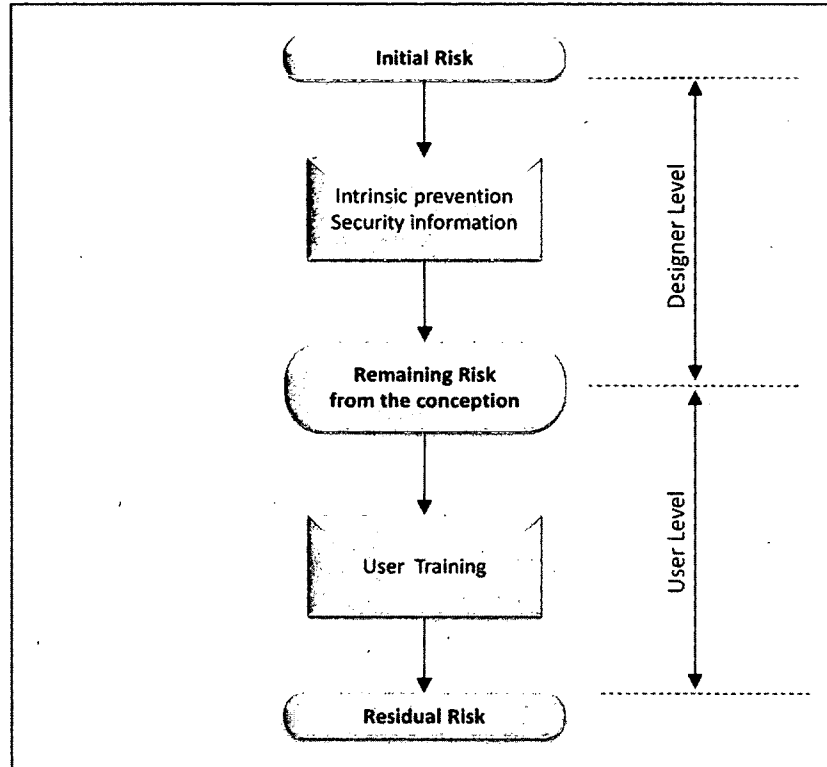 Initial Risk
Intrinsic prevention
Security information
Designer Level
Remaining Risk
from the conception
User Training
User Level
Residual Risk